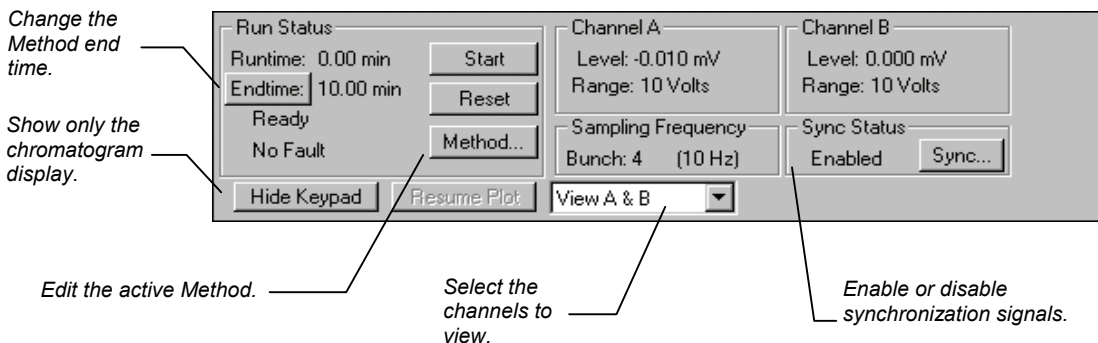 Change the
Method end
time.
Show only the
chromatogram
display.
Run Status
Runtime: 0.00 min
Start
Endtime: 10.00 min
Reset
Ready
No Fault
Method...
Channel A
Level: -0.010 mV
Range: 10 Volts
Channel B
Level: 0.000 mV
Range: 10 Volts
Sampling Frequency
Bunch: 4 (10 Hz)
Sync Status
Enabled
Sync...
Hide Keypad
Resume Plot
View A & B
Edit the active Method.
Select the
channels to
view.
Enable or disable
synchronization signals.